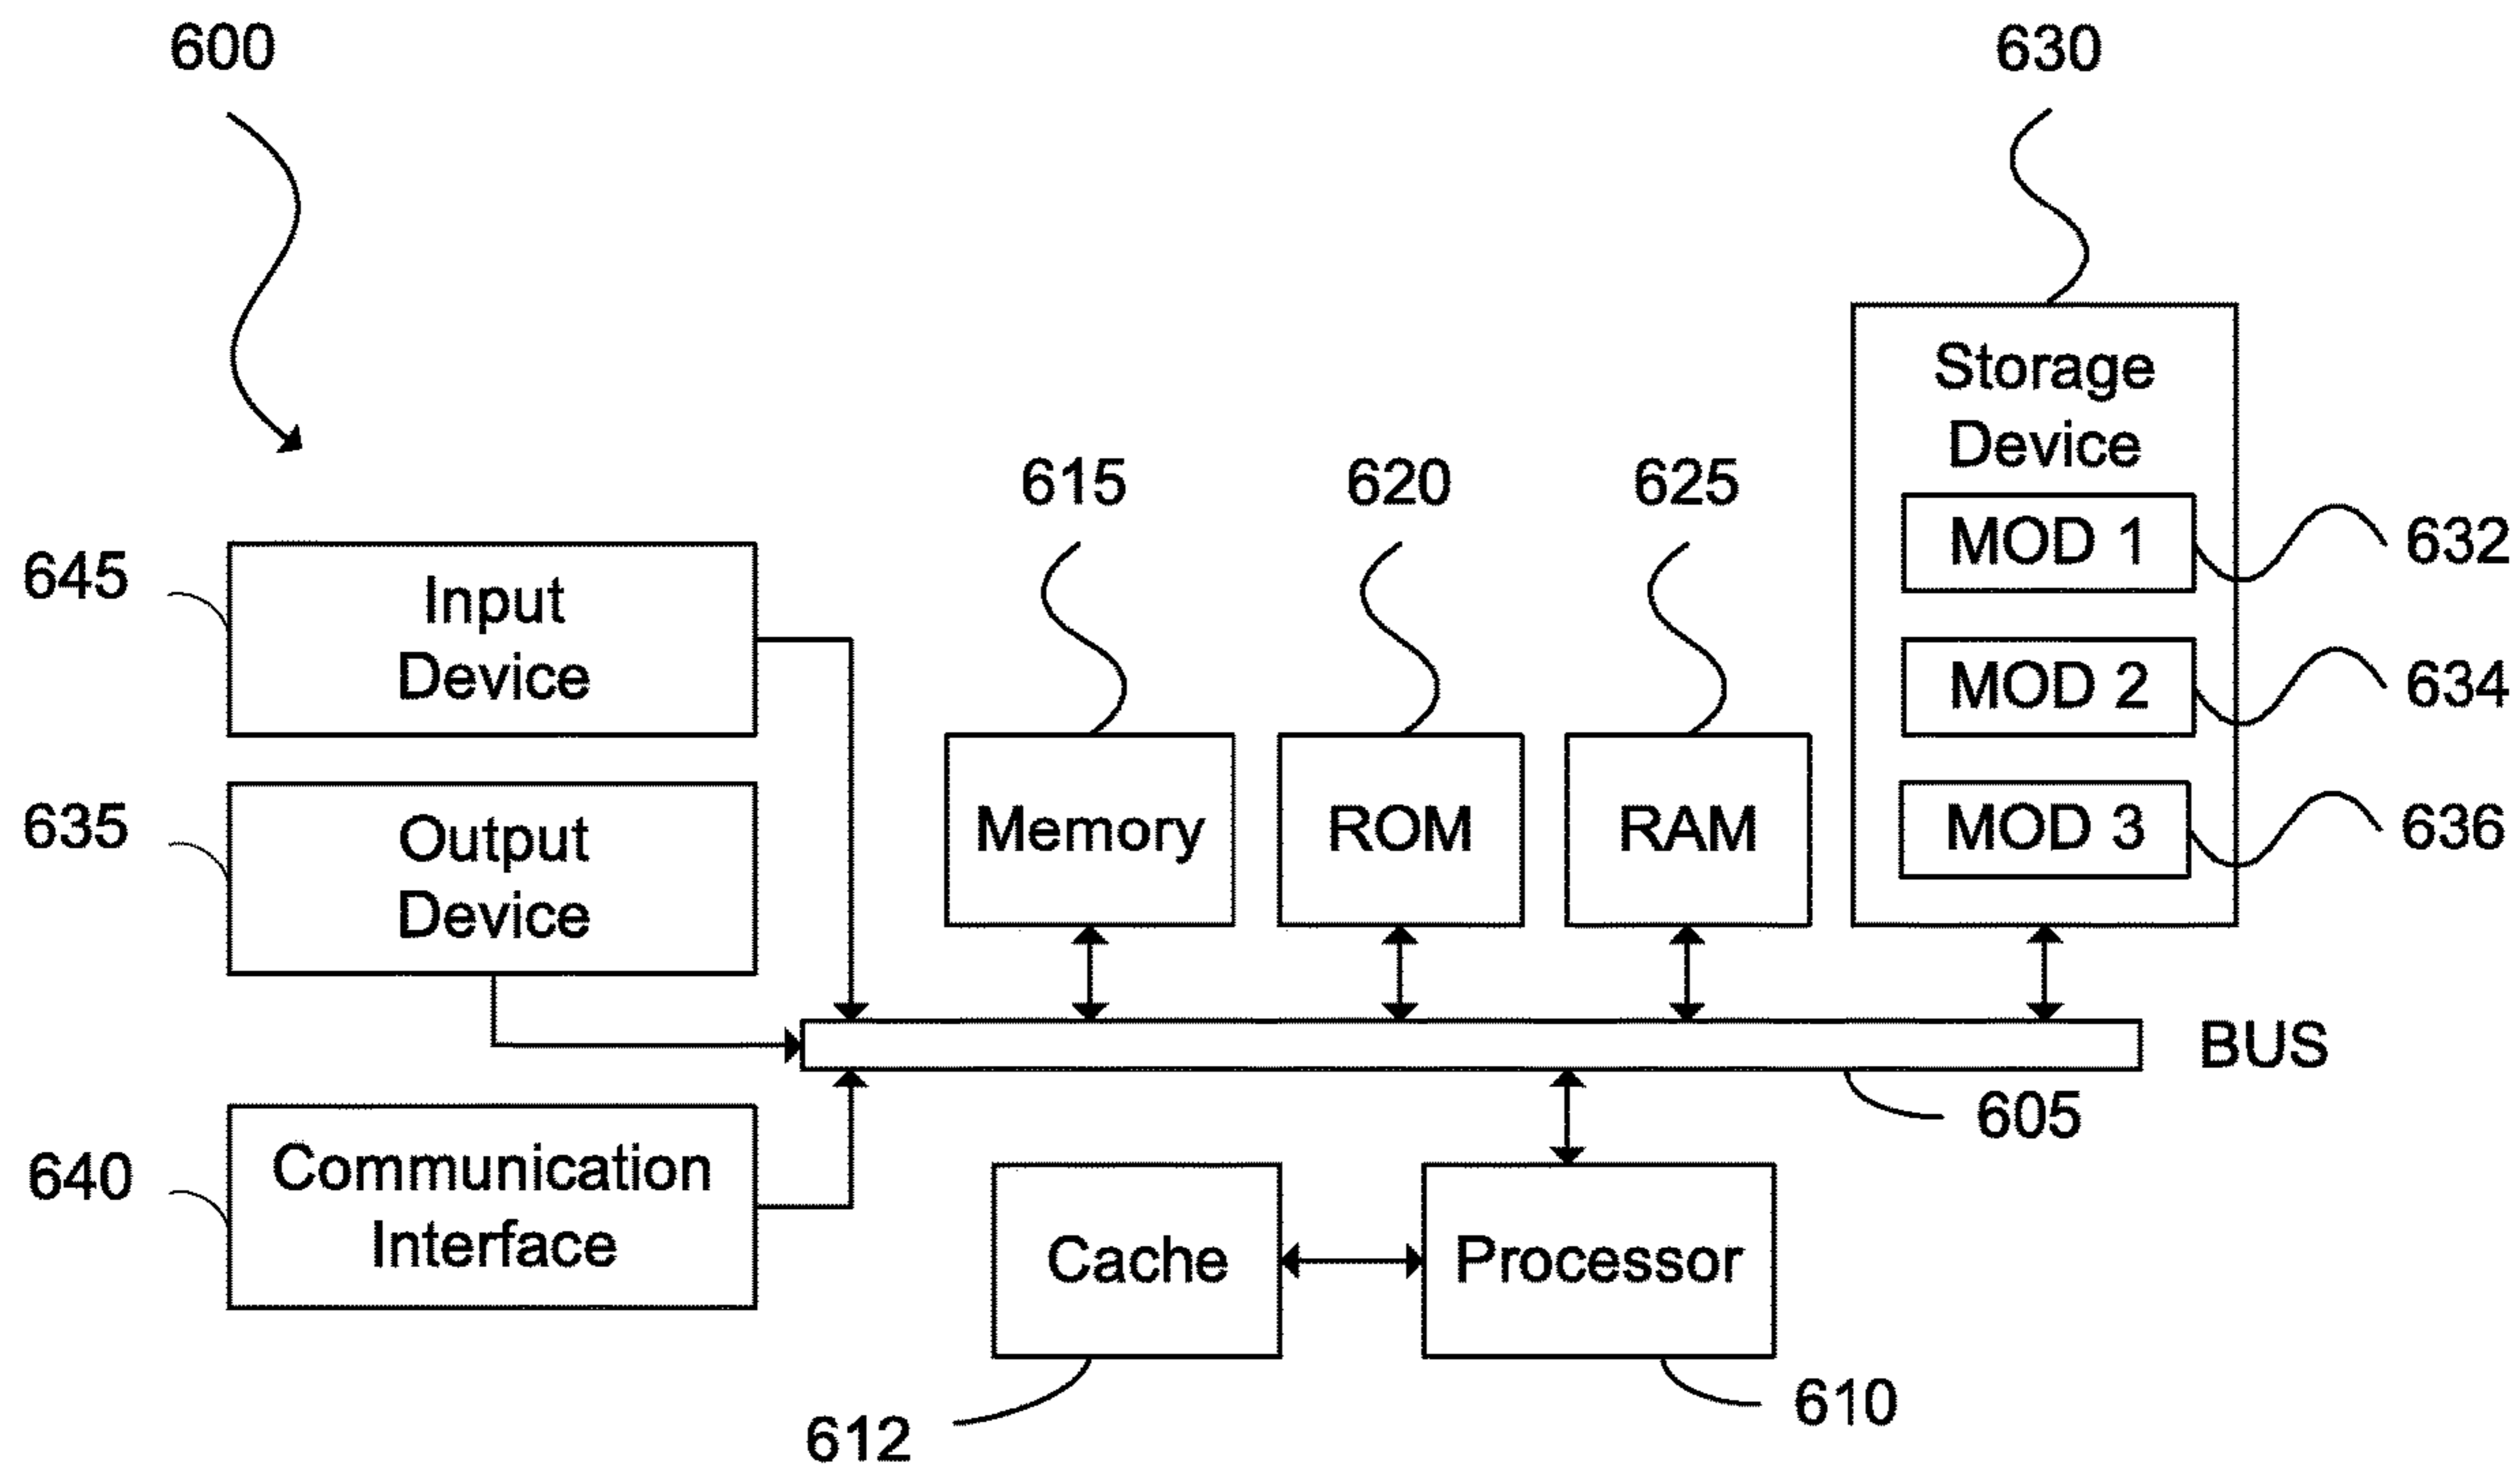 600
630
Storage
Device
615
620
625
MOD 1
632
645
Input
Device
MOD 2
634
635
Output
Device
Memory
ROM
RAM
MOD 3
636
BUS
605
640
Communication
Interface
Cache
Processor
612
610